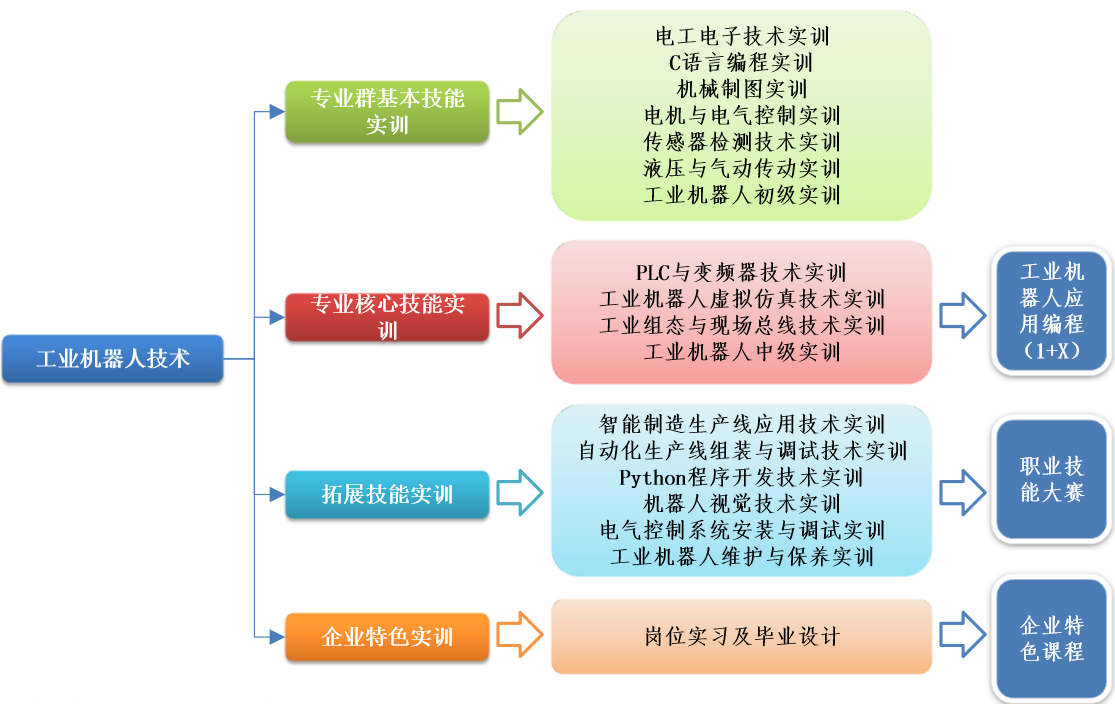 工业机器人技术
专业群基本技能
实训
电工电子技术实训
C语言编程实训
机械制图实训
电机与电气控制实训
传感器检测技术实训
液压与气动传动实训
工业机器人初级实训
专业核心技能实
训
PLC与变频器技术实训
工业机器人虚拟仿真技术实训
工业组态与现场总线技术实训
工业机器人中级实训
工业机
器人应
用编程
（1+X）
拓展技能实训
智能制造生产线应用技术实训
自动化生产线组装与调试技术实训
Python程序开发技术实训
机器人视觉技术实训
电气控制系统安装与调试实训
工业机器人维护与保养实训
职业技
能大赛
企业特色实训
岗位实习及毕业设计
企业特
色课程